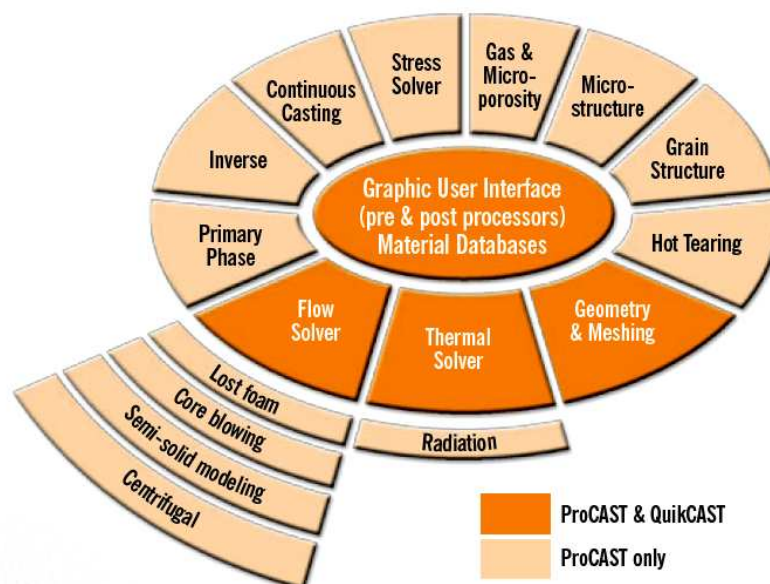 Gas &
Micro-
porosity
Stress
Solver
Micro-
structure
Continuous
Casting
Grain
Structure
Inverse
Graphic User Interface
(pre & post processors)
Material Databases
Primary
Phase
Hot Tearing
Flow
Solver
Thermal
Solver
Geometry
& Meshing
Lost foam
Core blowing
Semi-solid modeling
Centrifugal
Radiation
ProCAST & QuikCAST
ProCAST only